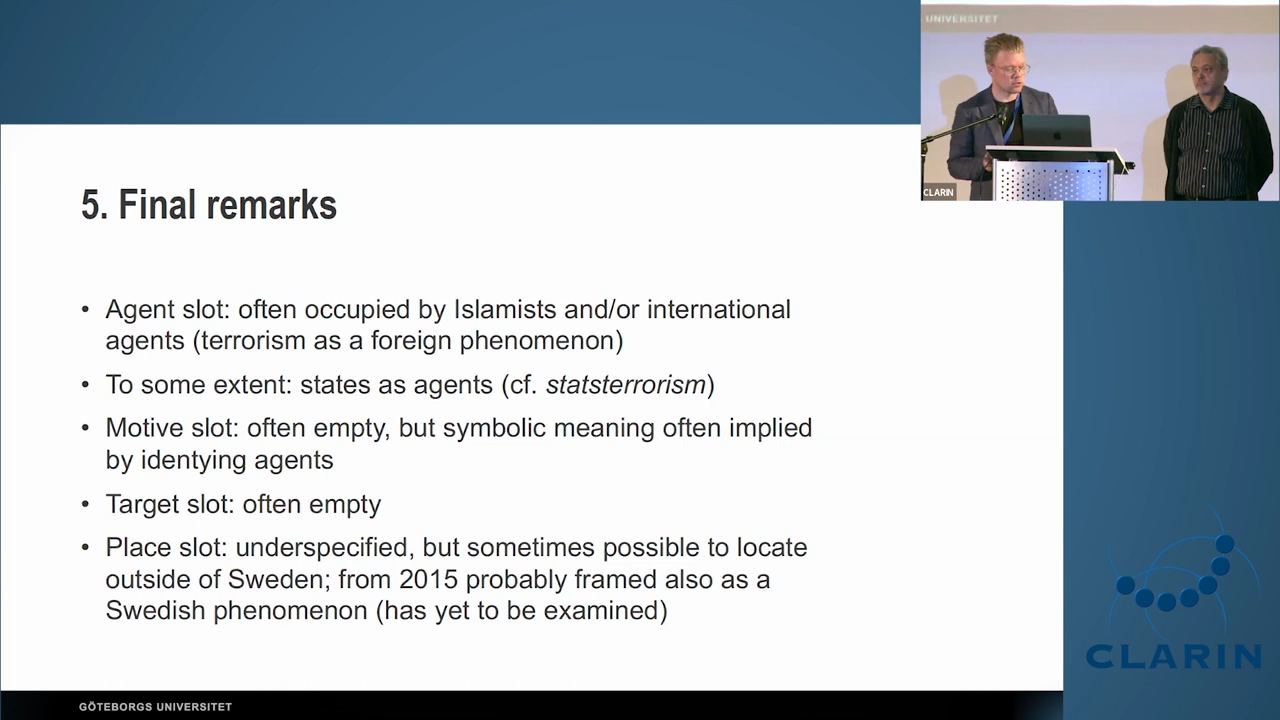 UNIVERSITET
CLARIN
5. Final remarks
• Agent slot: often occupied by Islamists and/or international
agents (terrorism as a foreign phenomenon)
• To some extent: states as agents (cf. statsterrorism)
• Motive slot: often empty, but symbolic meaning often implied
by identying agents
• Target slot: often empty
• Place slot: underspecified, but sometimes possible to locate
outside of Sweden; from 2015 probably framed also as a
Swedish phenomenon (has yet to be examined)
CLARIN
GÖTEBORGS UNIVERSITET